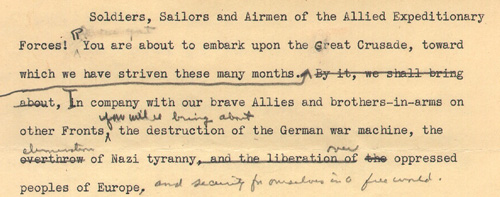 Soldiers, Sailors and Airmen of the Allied Expeditionary
Forces! You are about to embark upon the Great Crusade, toward
which we have striven these many months. By it, we shall bring
about, In company with our brave Allies and brothers-in-arms on
you will bring about
other Fronts, the destruction of the German war machine, the
elimination over
overthrow of Nazi tyranny, and the liberation of the oppressed
peoples of Europe, and security for ourselves in a free world.